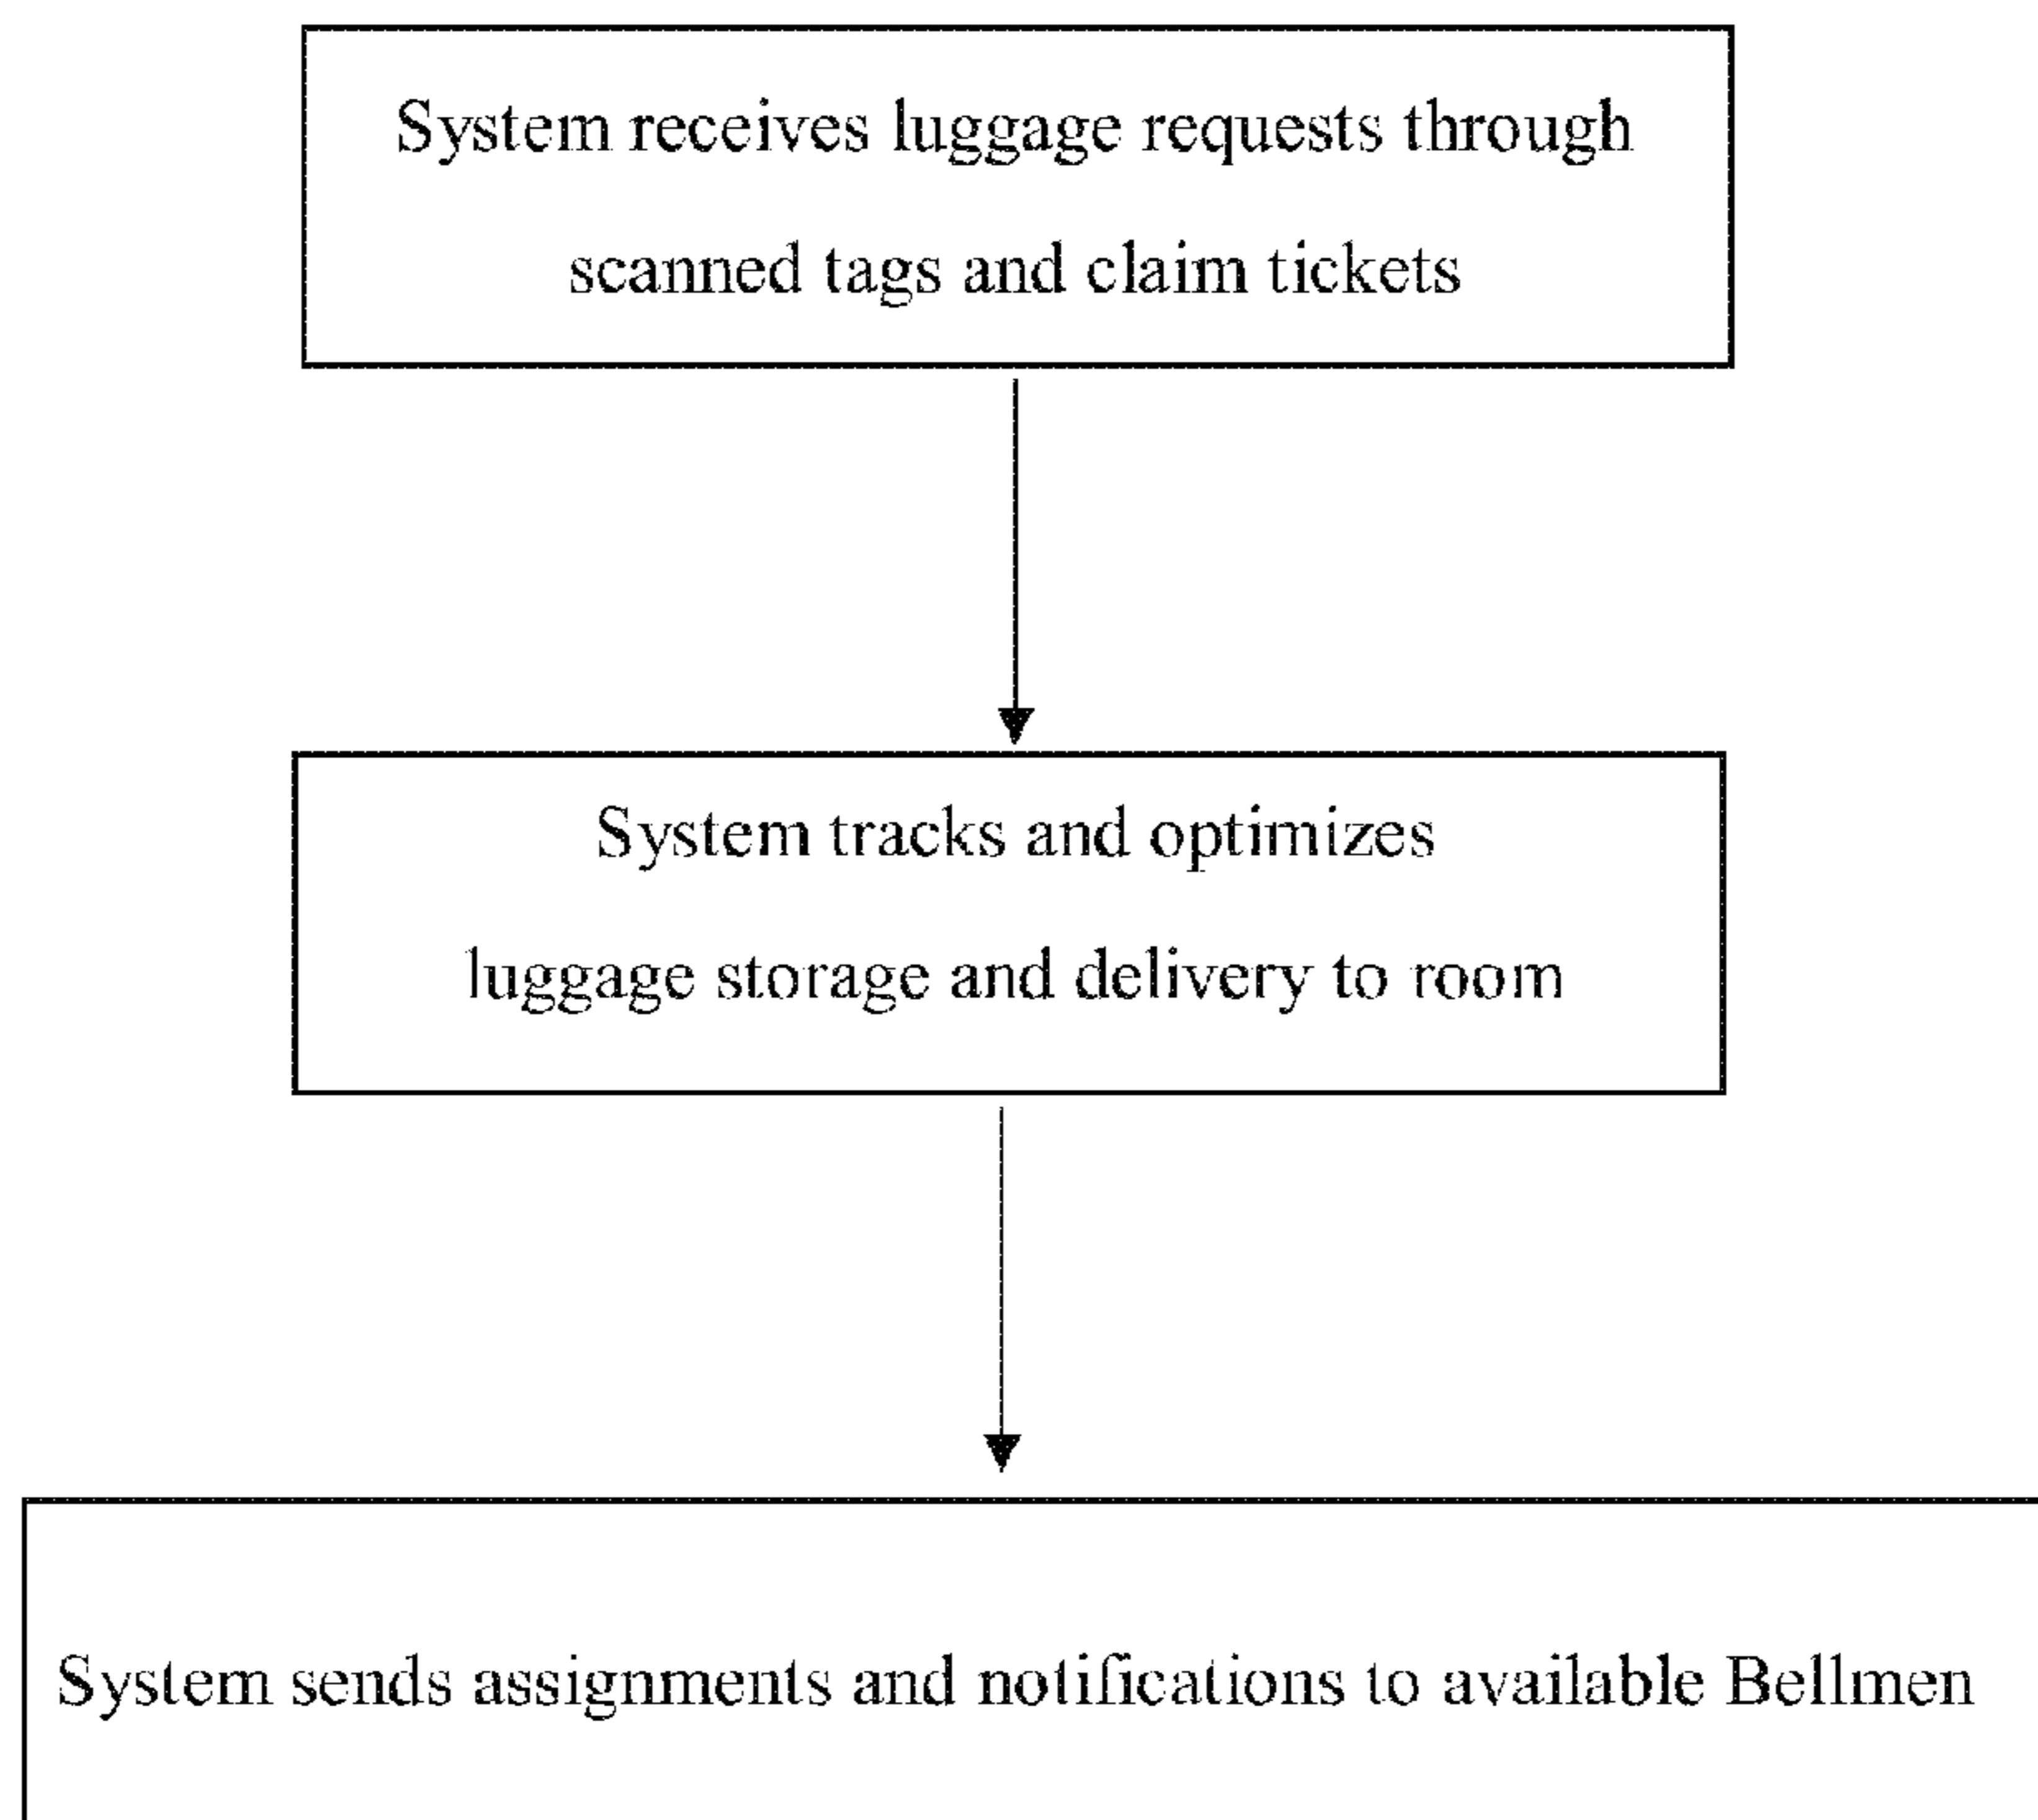 System receives luggage requests through
scanned tags and claim tickets
System tracks and optimizes
luggage storage and delivery to room
System sends assignments and notifications to available Bellmen